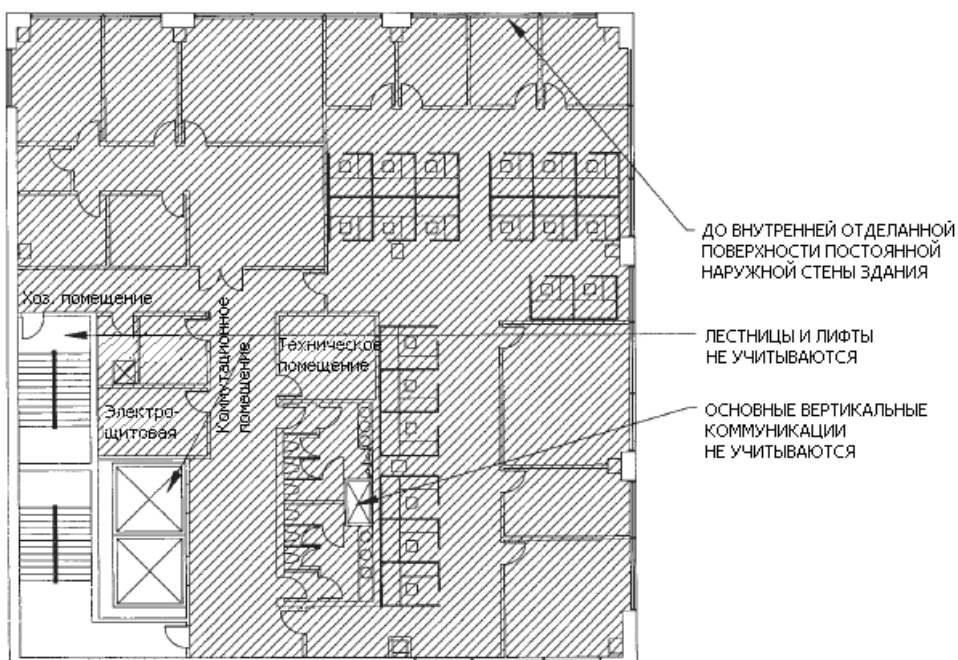 ДО ВНУТРЕННЕЙ ОТДЕЛАННОЙ
ПОВЕРХНОСТИ ПОСТОЯННОЙ
НАРУЖНОЙ СТЕНЫ ЗДАНИЯ
Хоз. помещение
ЛЕСТНИЦЫ И ЛИФТЫ
НЕ УЧИТЫВАЮТСЯ
Коммутационное
помещение
Техническое
помещение
Электро-
щитовая
ОСНОВНЫЕ ВЕРТИКАЛЬНЫЕ
КОММУНИКАЦИИ
НЕ УЧИТЫВАЮТСЯ